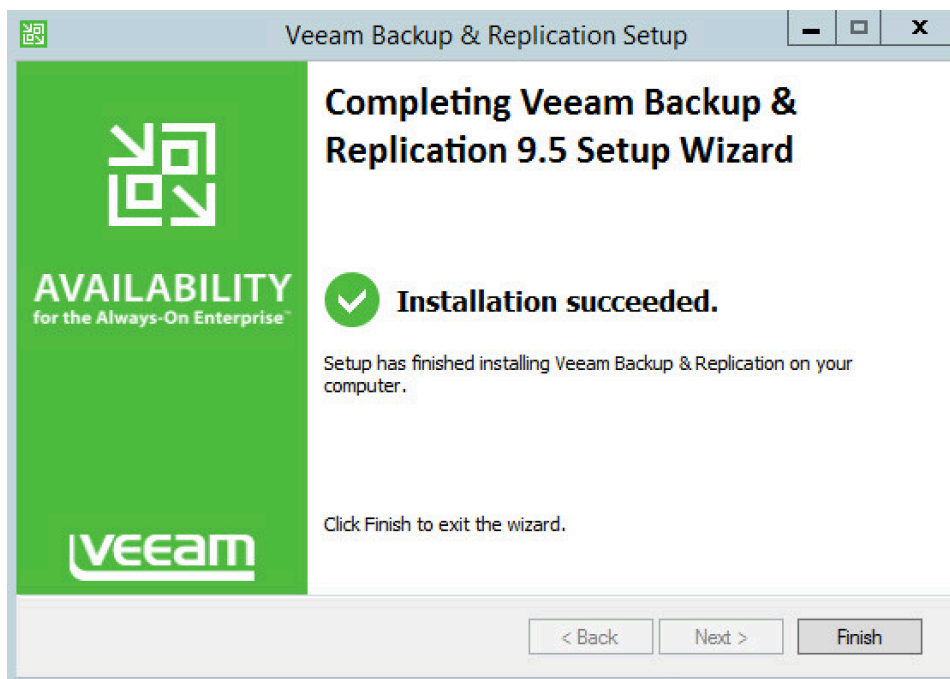 Veeam Backup & Replication Setup
Completing Veeam Backup &
Replication 9.5 Setup Wizard
AVAILABILITY
for the Always-On Enterprise™
Installation succeeded.
Setup has finished installing Veeam Backup & Replication on your
computer.
Click Finish to exit the wizard.
veeam
< Back
Next >
Finish